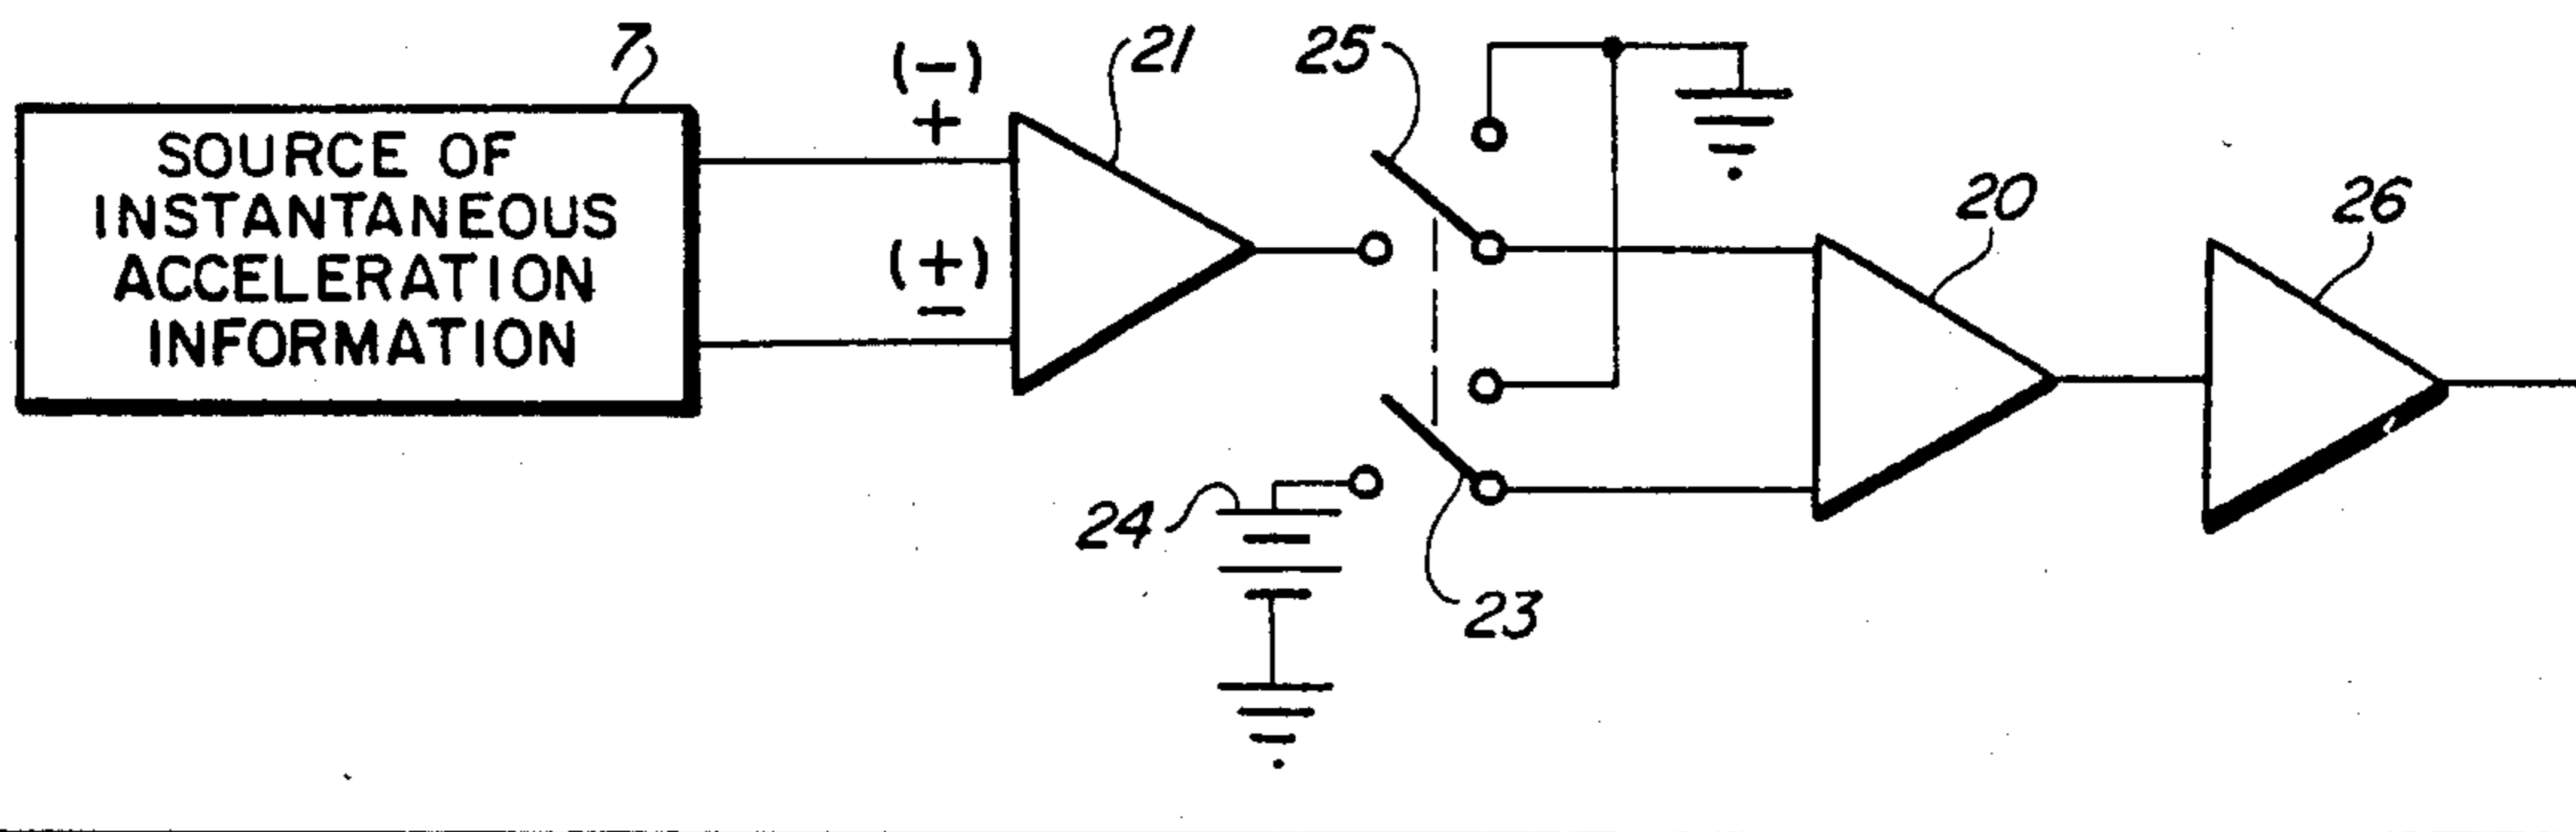 7
SOURCE OF
INSTANTANEOUS
ACCELERATION
INFORMATION
(-)
+
(+)
-
21
25
20
26
24
23